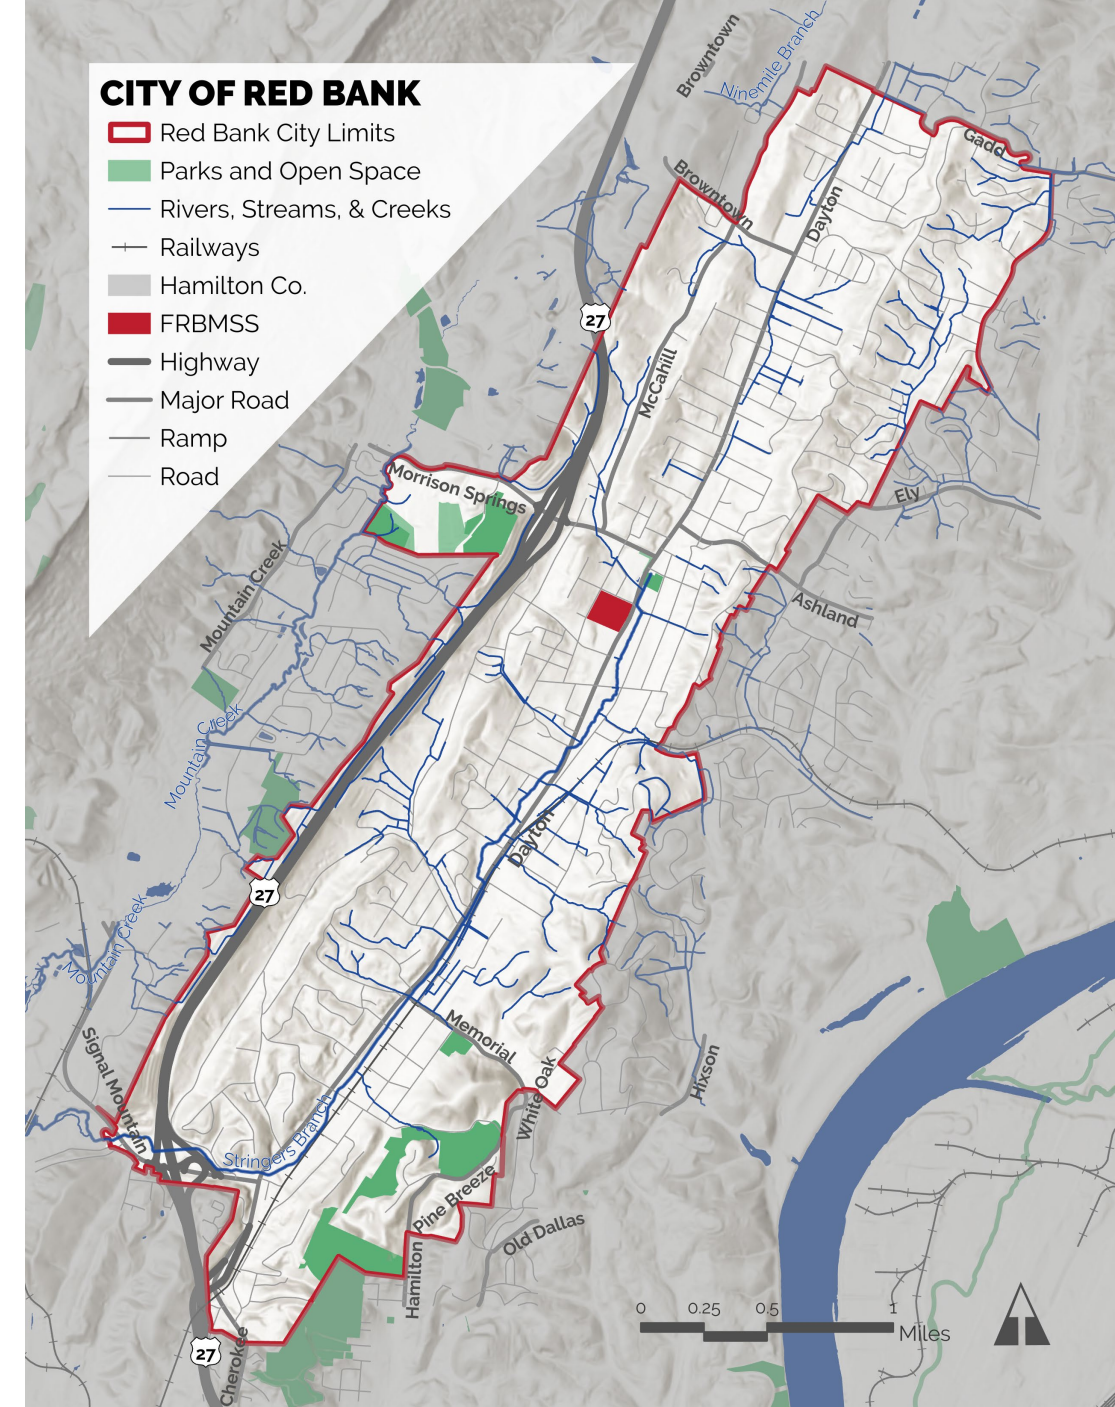 CITY OF RED BANK
Red Bank City Limits
Parks and Open Space
Rivers, Streams, & Creeks
Railways
Hamilton Co.
FRBMSS
Highway
Major Road
Ramp
Road
Browntown
Ninemile Branch
Gadd
Browntown
Dayton
27
McCahill
Morrison Springs
Ely
Mountain Creek
Ashland
Mountain Creek
Dayton
27
Mountain Creek
Signal Mountain
Memorial
White Oak
Hixson
Stringers Branch
Pine Breeze
Old Dallas
Hamilton
0 0.25 0.5 1
Miles
27
Cherokee